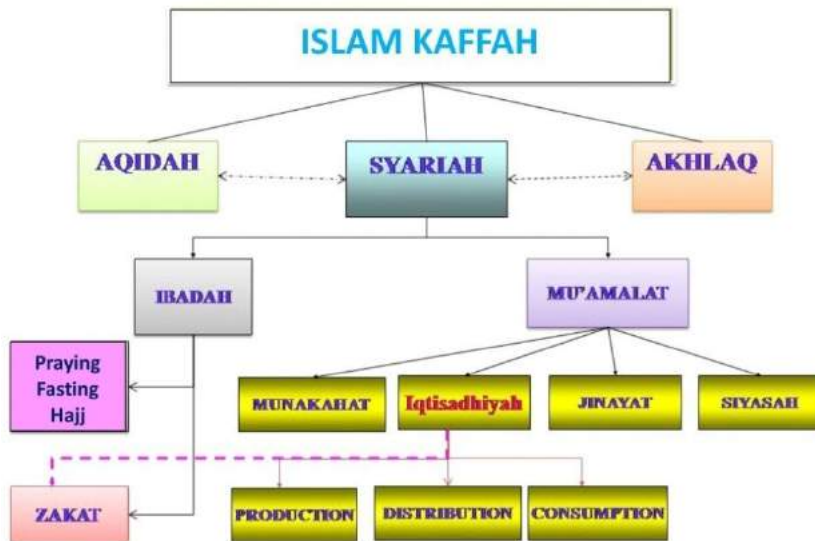 ISLAM KAFFAH
AQIDAH
SYARIAH
AKHLAQ
IBADAH
MU'AMALAT
Praying
Fasting
Hajj
MUNAKAHAT
Iqtisadhiyah
JINAYAT
SIYASAH
ZAKAT
PRODUCTION
DISTRIBUTION
CONSUMPTION